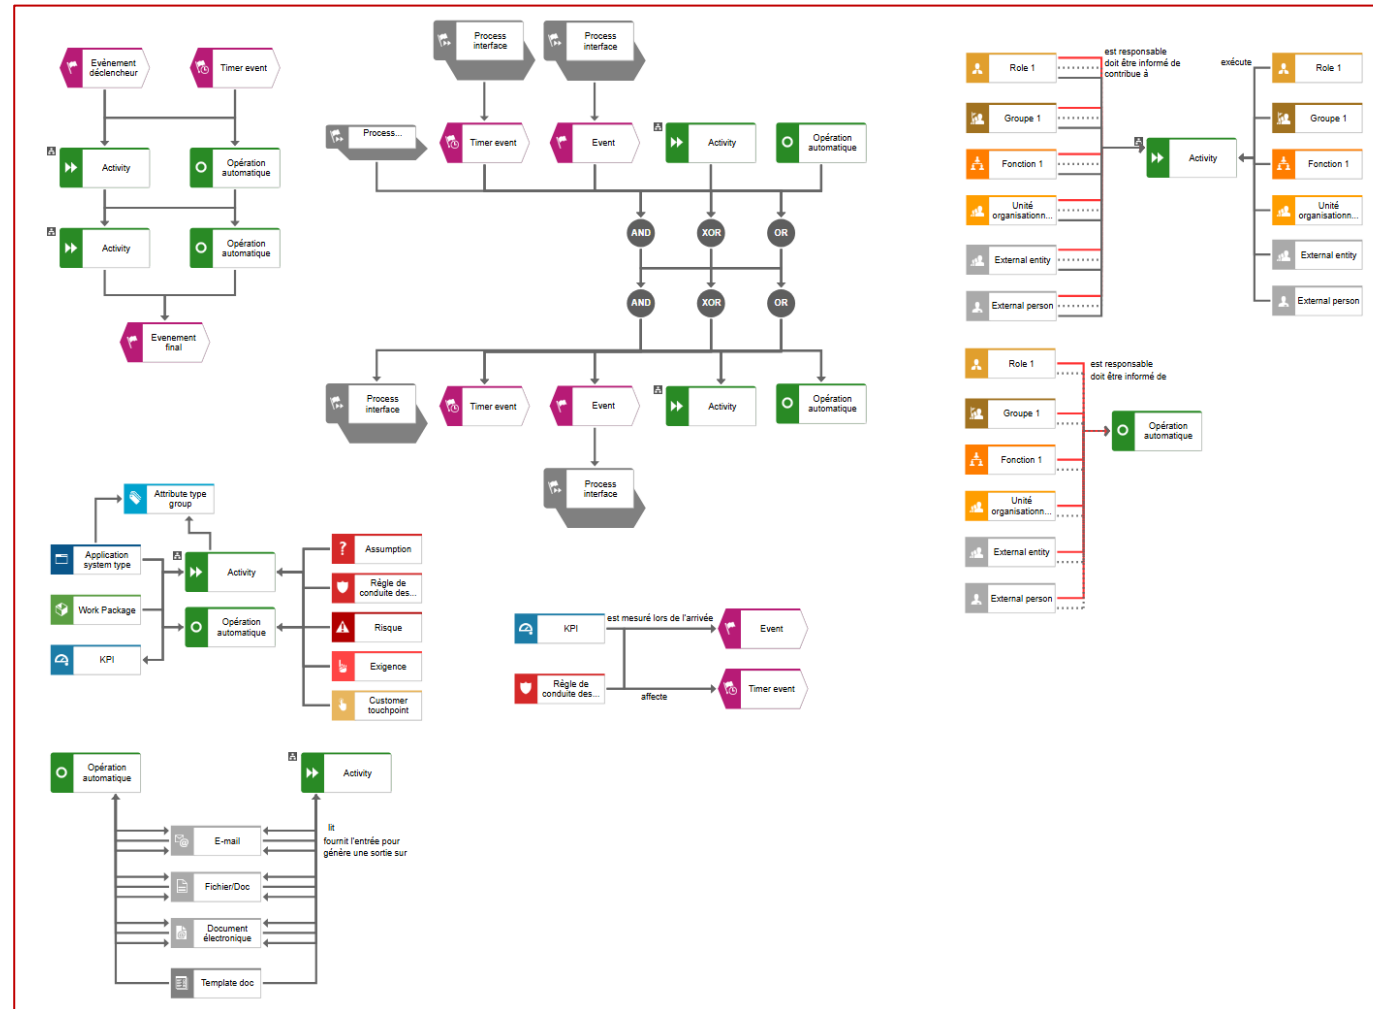 Evènement
déclencheur
Timer event
Activity
Opération
automatique
Activity
Opération
automatique
Evenement
final
Process
interface
Process
interface
Process...
Timer event
Event
Activity
Opération
automatique
AND
XOR
OR
AND
XOR
OR
Process
interface
Timer event
Event
Activity
Opération
automatique
Process
interface
est responsable
doit être informé de
contribue à
exécute
Role 1
Groupe 1
Fonction 1
Unité
organisationn...
External entity
External person
Activity
Role 1
Groupe 1
Fonction 1
Unité
organisationn...
External entity
External person
Role 1
Groupe 1
Fonction 1
Unité
organisationn...
External entity
External person
est responsable
doit être informé de
Opération
automatique
Attribute type
group
Application
system type
Work Package
KPI
Activity
Opération
automatique
Assumption
Règle de
conduite des...
Risque
Exigence
Customer
touchpoint
KPI
est mesuré lors de l'arrivée
Event
Règle de
conduite des...
affecte
Timer event
Opération
automatique
Activity
E-mail
Fichier/Doc
Document
électronique
Template doc
lit
fournit l'entrée pour
génère une sortie sur